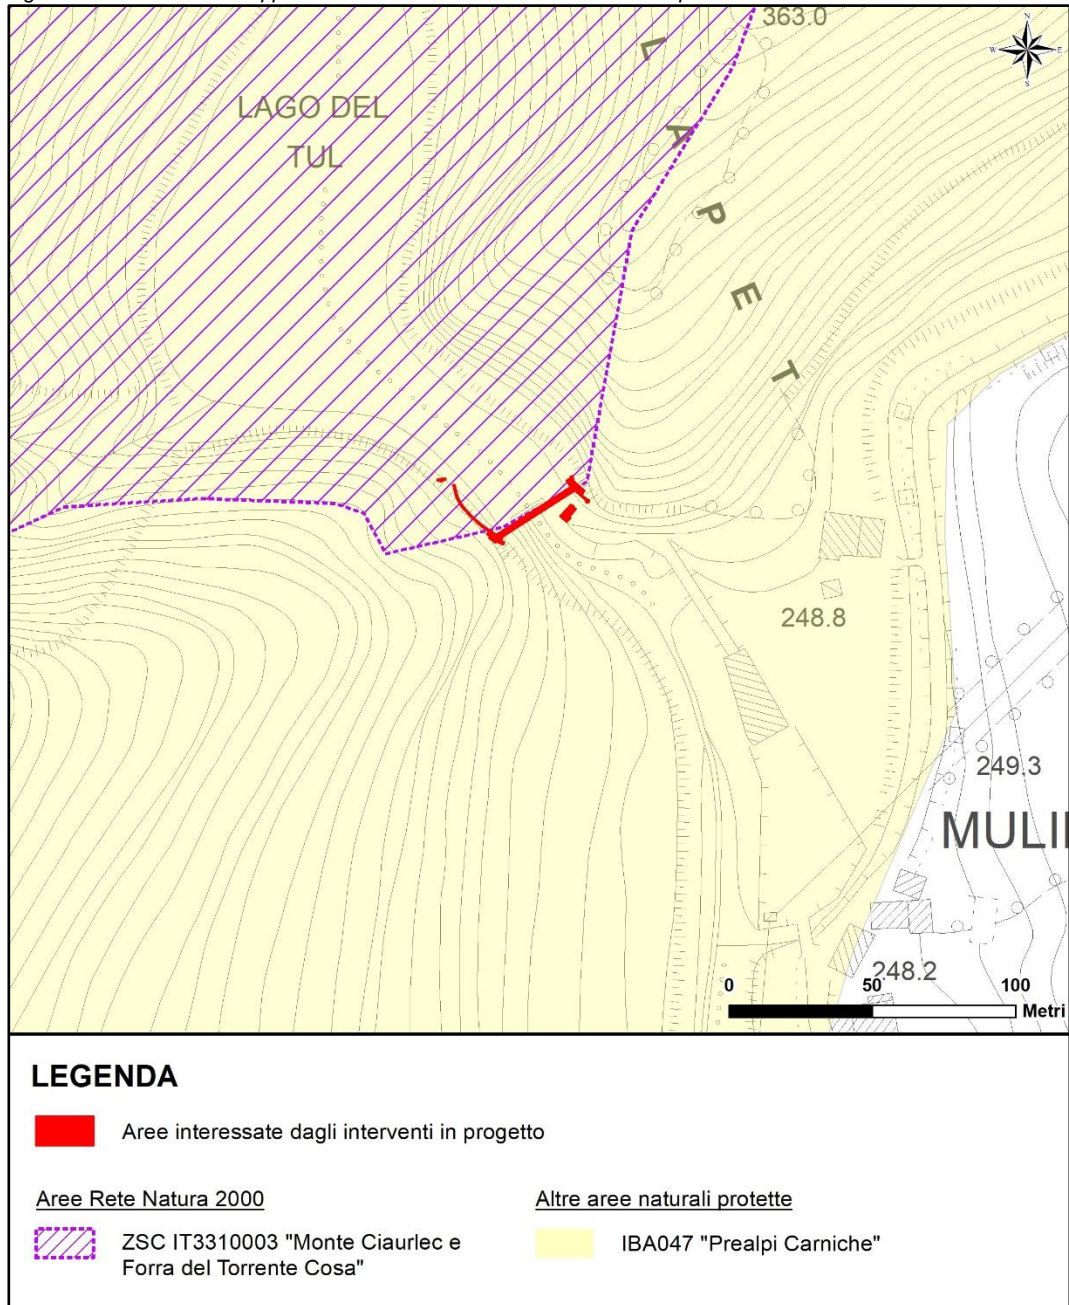 363.0
N
W
E
S
LAGO DEL
TUL
L A P E T
248.8
249.3
MULI
248.2
0 50 100
Metri
LEGENDA
Aree interessate dagli interventi in progetto
Aree Rete Natura 2000
ZSC IT3310003 "Monte Ciaurlec e
Forra del Torrente Cosa"
Altre aree naturali protette
IBA047 "Prealpi Carniche"